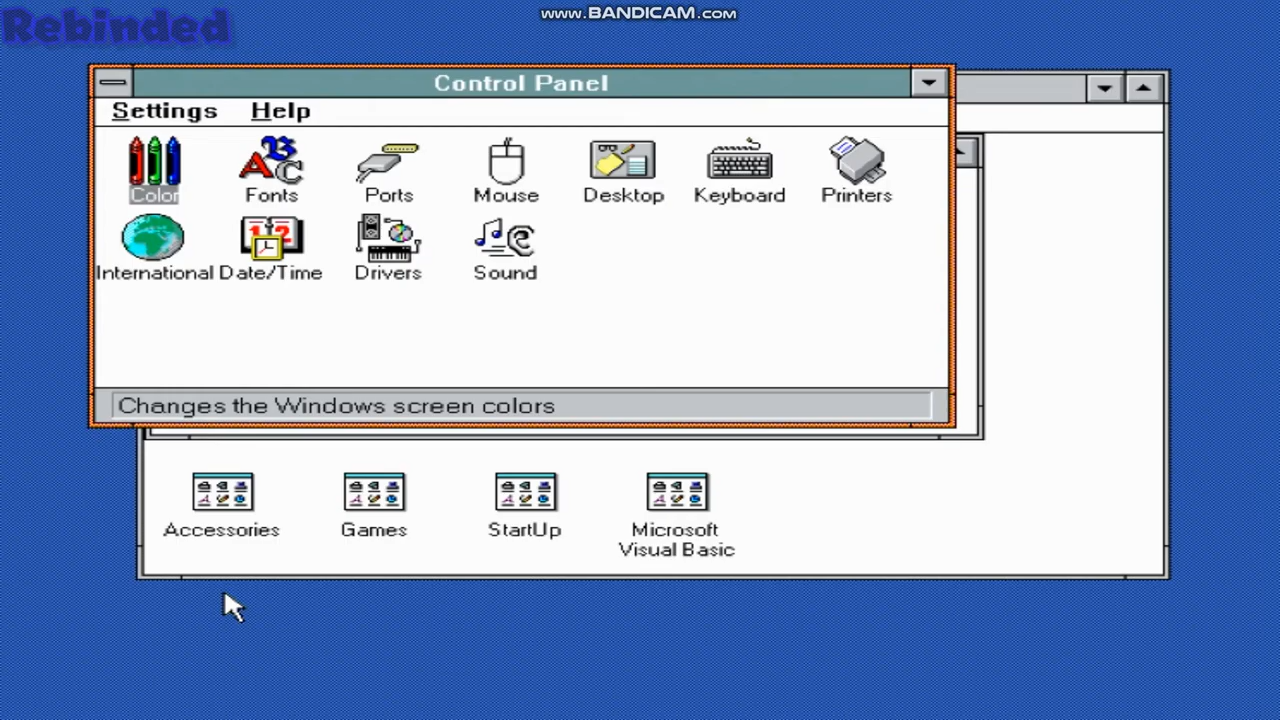 www.BANDICAM.com
Rebinded
Control Panel
Settings Help
Color Fonts Ports Mouse Desktop Keyboard Printers
International Date/Time Drivers Sound
Changes the Windows screen colors
Accessories Games StartUp Microsoft
Visual Basic